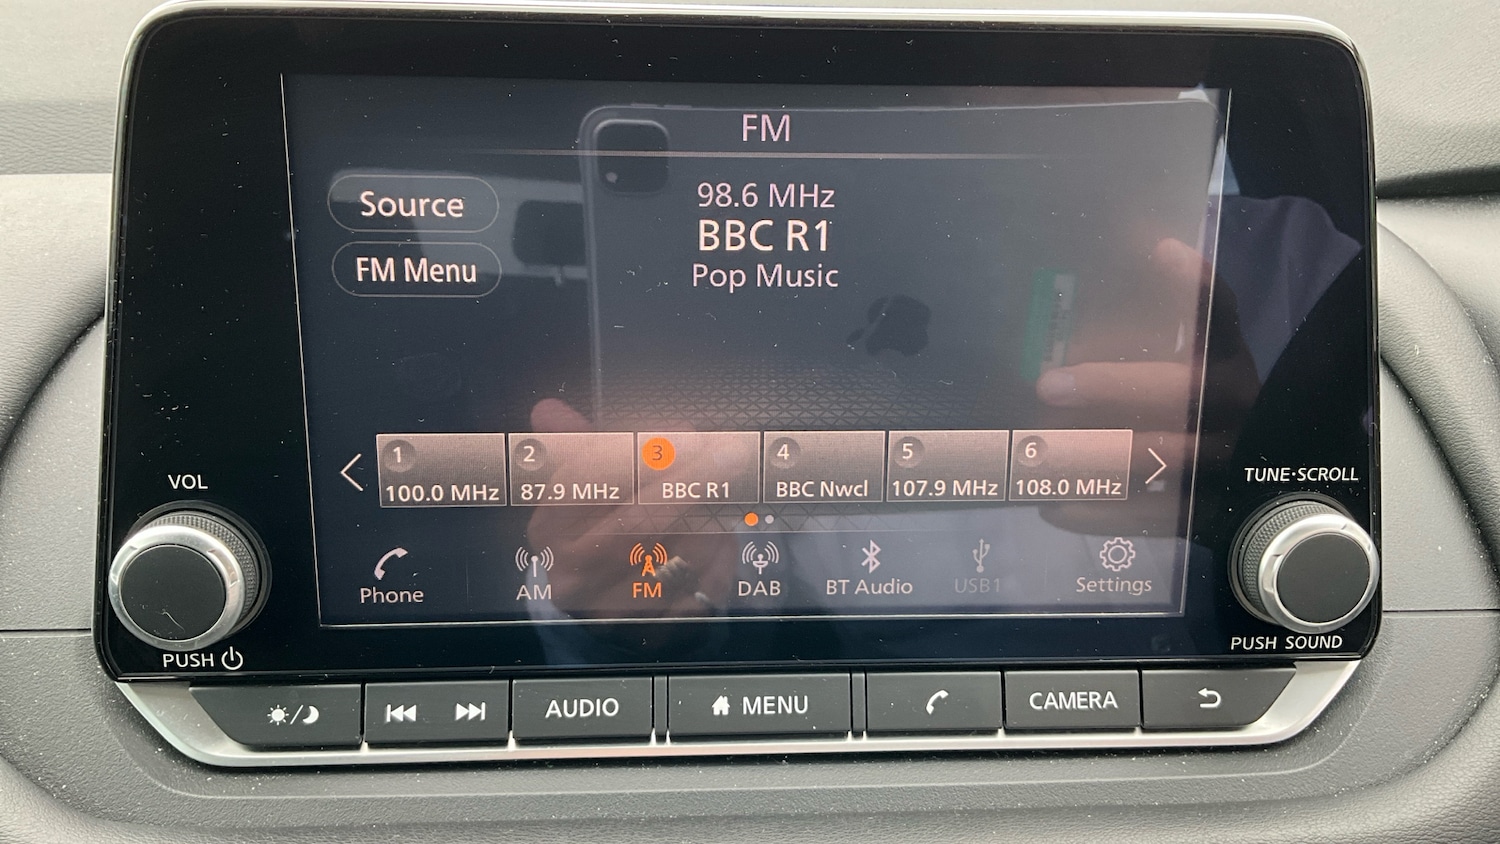 FM
Source
98.6 MHz
BBC R1
FM Menu
Pop Music
1 2 3 4 5 6
100.0 MHz 87.9 MHz BBC R1 BBC Nwcl 107.9 MHz 108.0 MHz
VOL
TUNE·SCROLL
Phone AM FM DAB BT Audio USB1 Settings
PUSH
PUSH SOUND
AUDIO MENU CAMERA